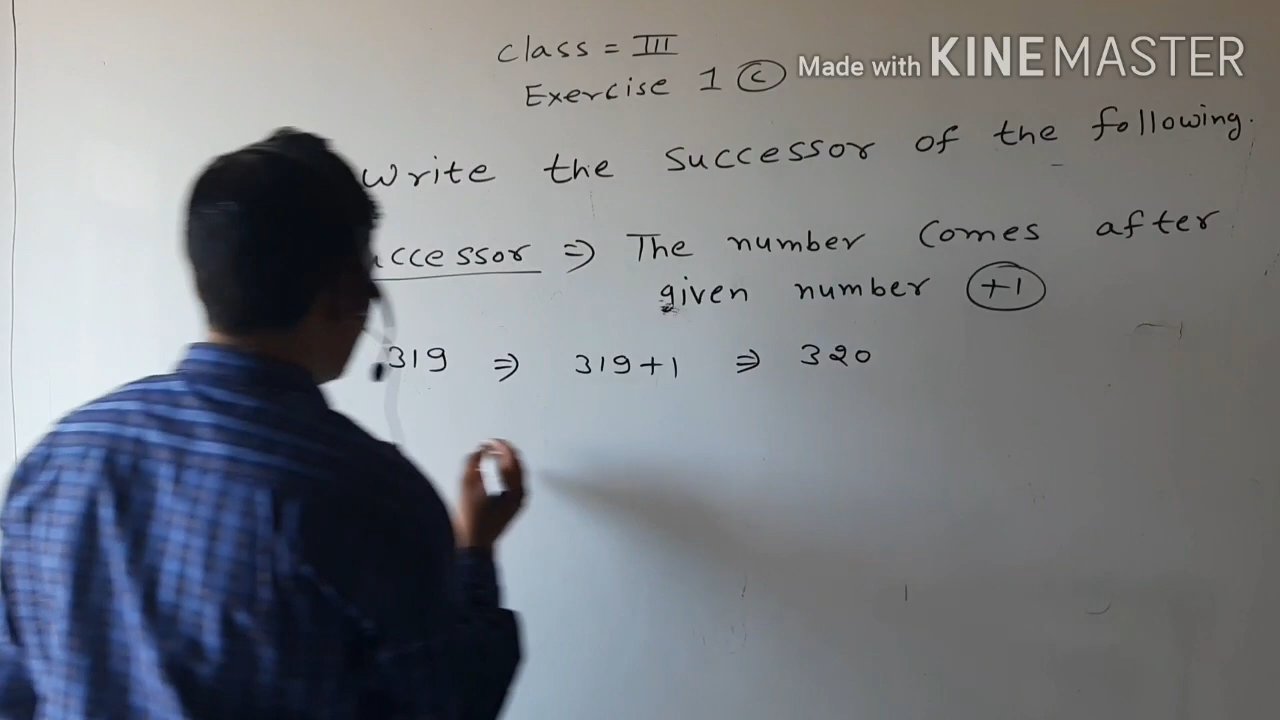 class = III
Exercise 1 (c)
Made with KINEMASTER
Write the successor of the following.
uccessor ⇒ The number comes after
given number +1
319 ⇒ 319+1 ⇒ 320